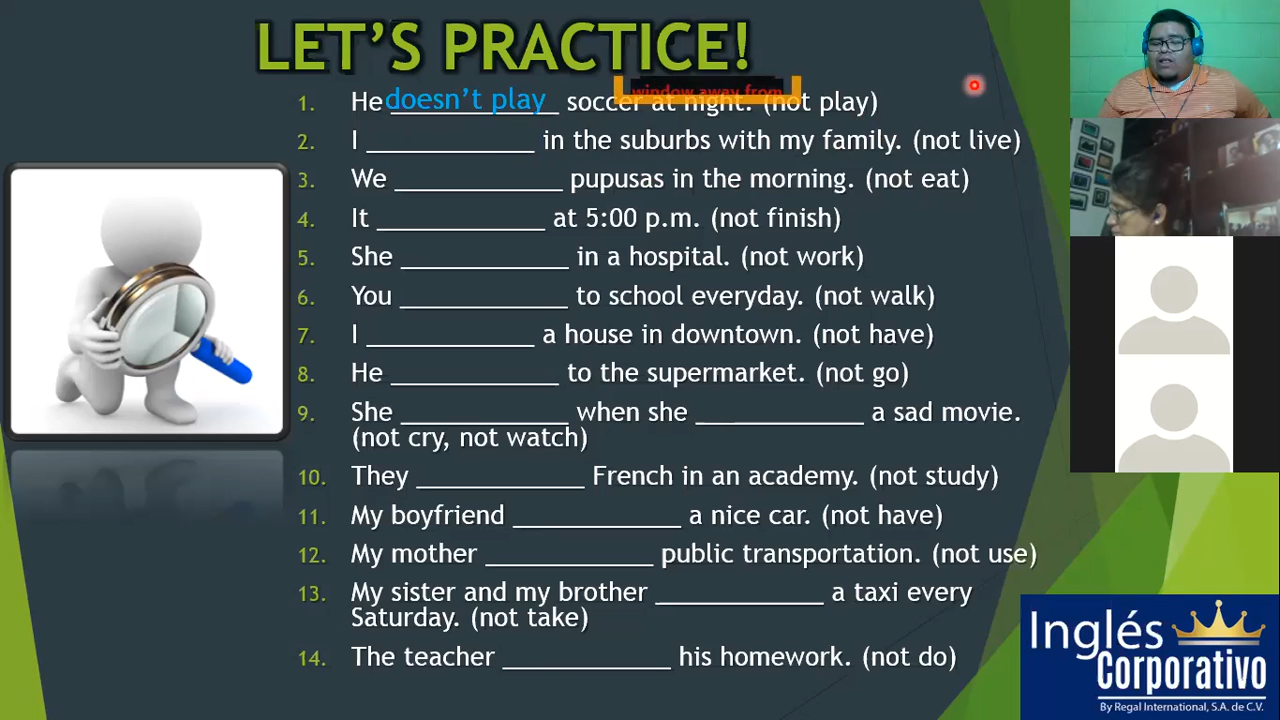 LET'S PRACTICE!
window away from
1. He doesn't play soccer at night. (not play)
2. I ____________ in the suburbs with my family. (not live)
3. We ____________ pupusas in the morning. (not eat)
4. It ____________ at 5:00 p.m. (not finish)
5. She ____________ in a hospital. (not work)
6. You ____________ to school everyday. (not walk)
7. I ____________ a house in downtown. (not have)
8. He ____________ to the supermarket. (not go)
9. She ____________ when she ____________ a sad movie.
(not cry, not watch)
10. They ____________ French in an academy. (not study)
11. My boyfriend ____________ a nice car. (not have)
12. My mother ____________ public transportation. (not use)
13. My sister and my brother ____________ a taxi every
Saturday. (not take)
14. The teacher ____________ his homework. (not do)
Inglés
Corporativo
By Regal International, S.A. de C.V.